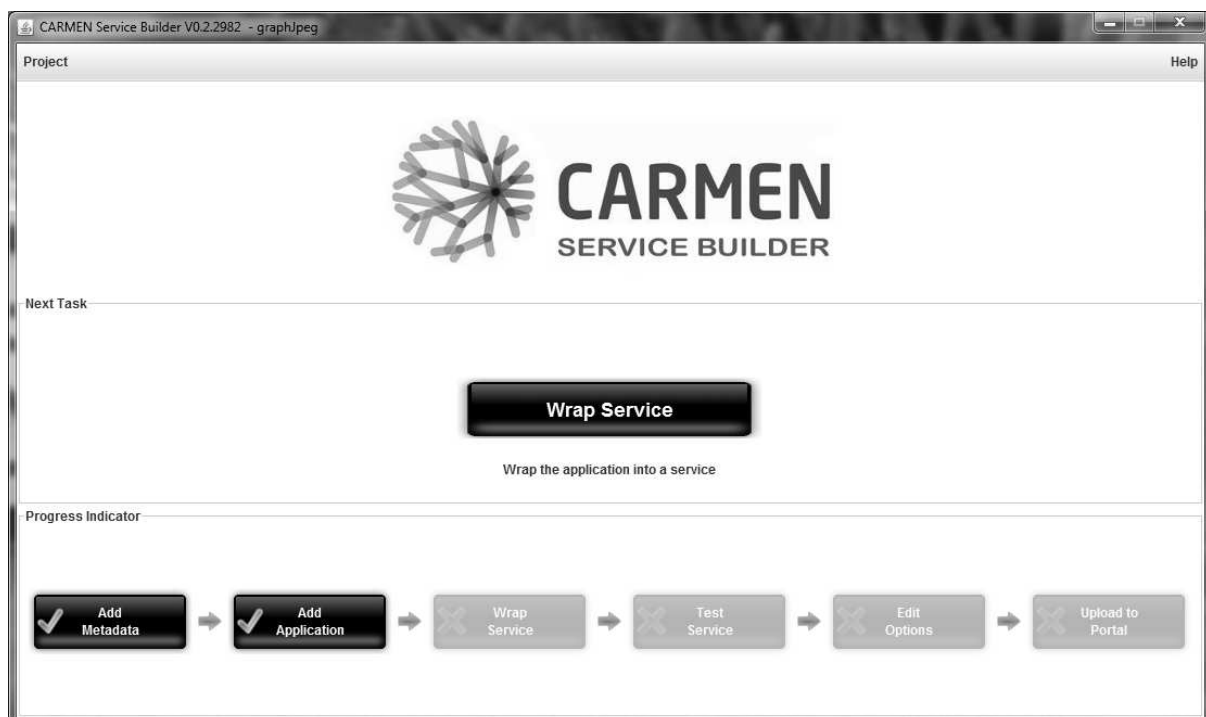 CARMEN Service Builder V0.2.2982 - graphJpeg
Project
Help
CARMEN
SERVICE BUILDER
Next Task
Wrap Service
Wrap the application into a service
Progress Indicator
Add
Metadata
Add
Application
Wrap
Service
Test
Service
Edit
Options
Upload to
Portal